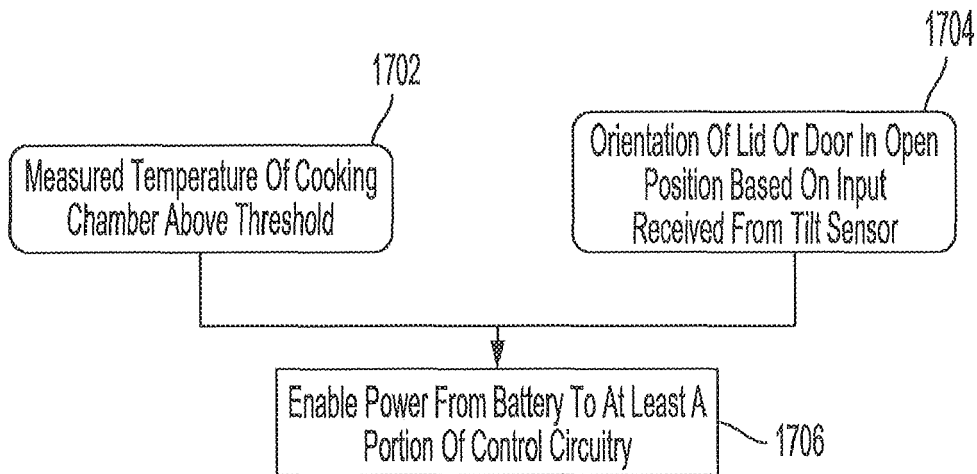 1702
1704
Measured Temperature Of Cooking
Chamber Above Threshold
Orientation Of Lid Or Door In Open
Position Based On Input
Received From Tilt Sensor
Enable Power From Battery To At Least A
Portion Of Control Circuitry
1706